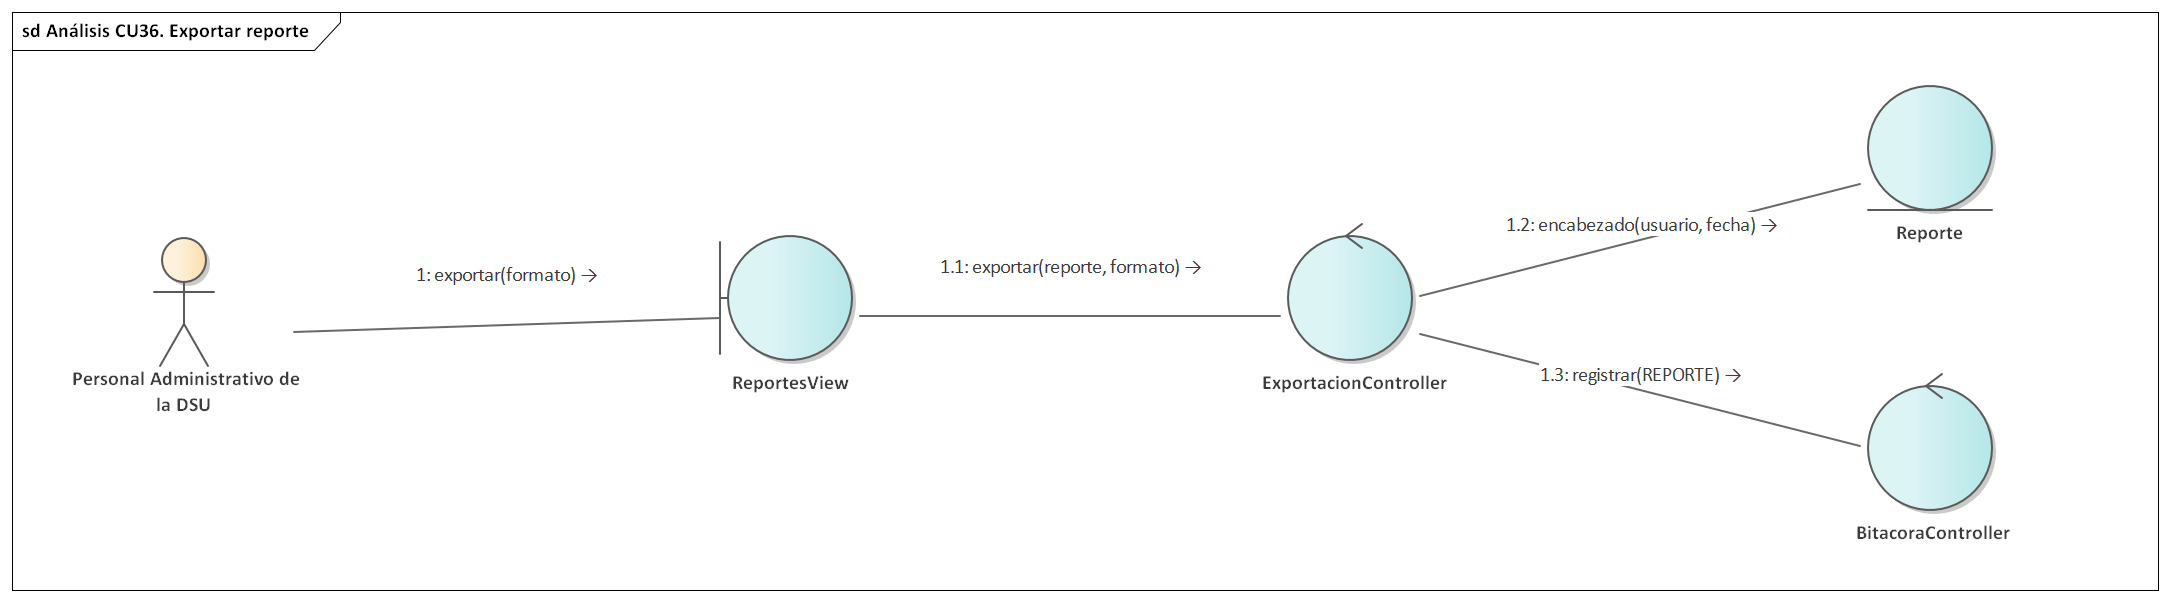 sd Análisis CU36. Exportar reporte
1: exportar(formato) →
1.1: exportar(reporte, formato) →
1.2: encabezado(usuario, fecha) →
1.3: registrar(REPORTE) →
Personal Administrativo de
la DSU
ReportesView
ExportacionController
Reporte
BitacoraController